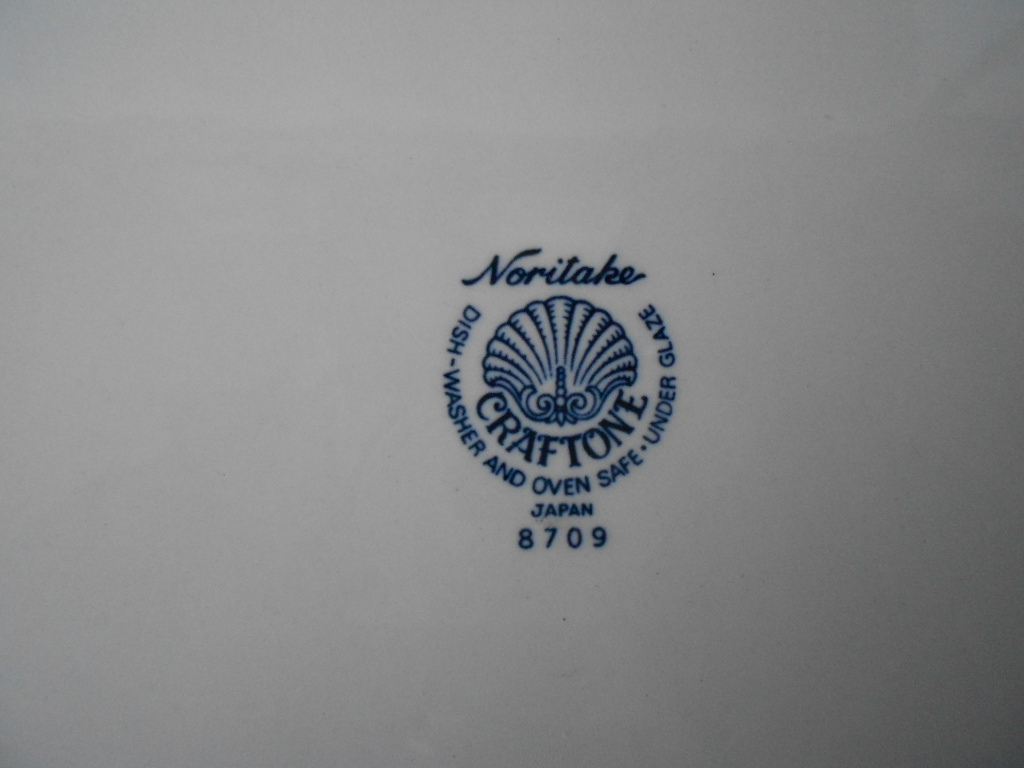 Noritake
DISH-WASHER AND OVEN SAFE·UNDER GLAZE
CRAFTONE
JAPAN
8709